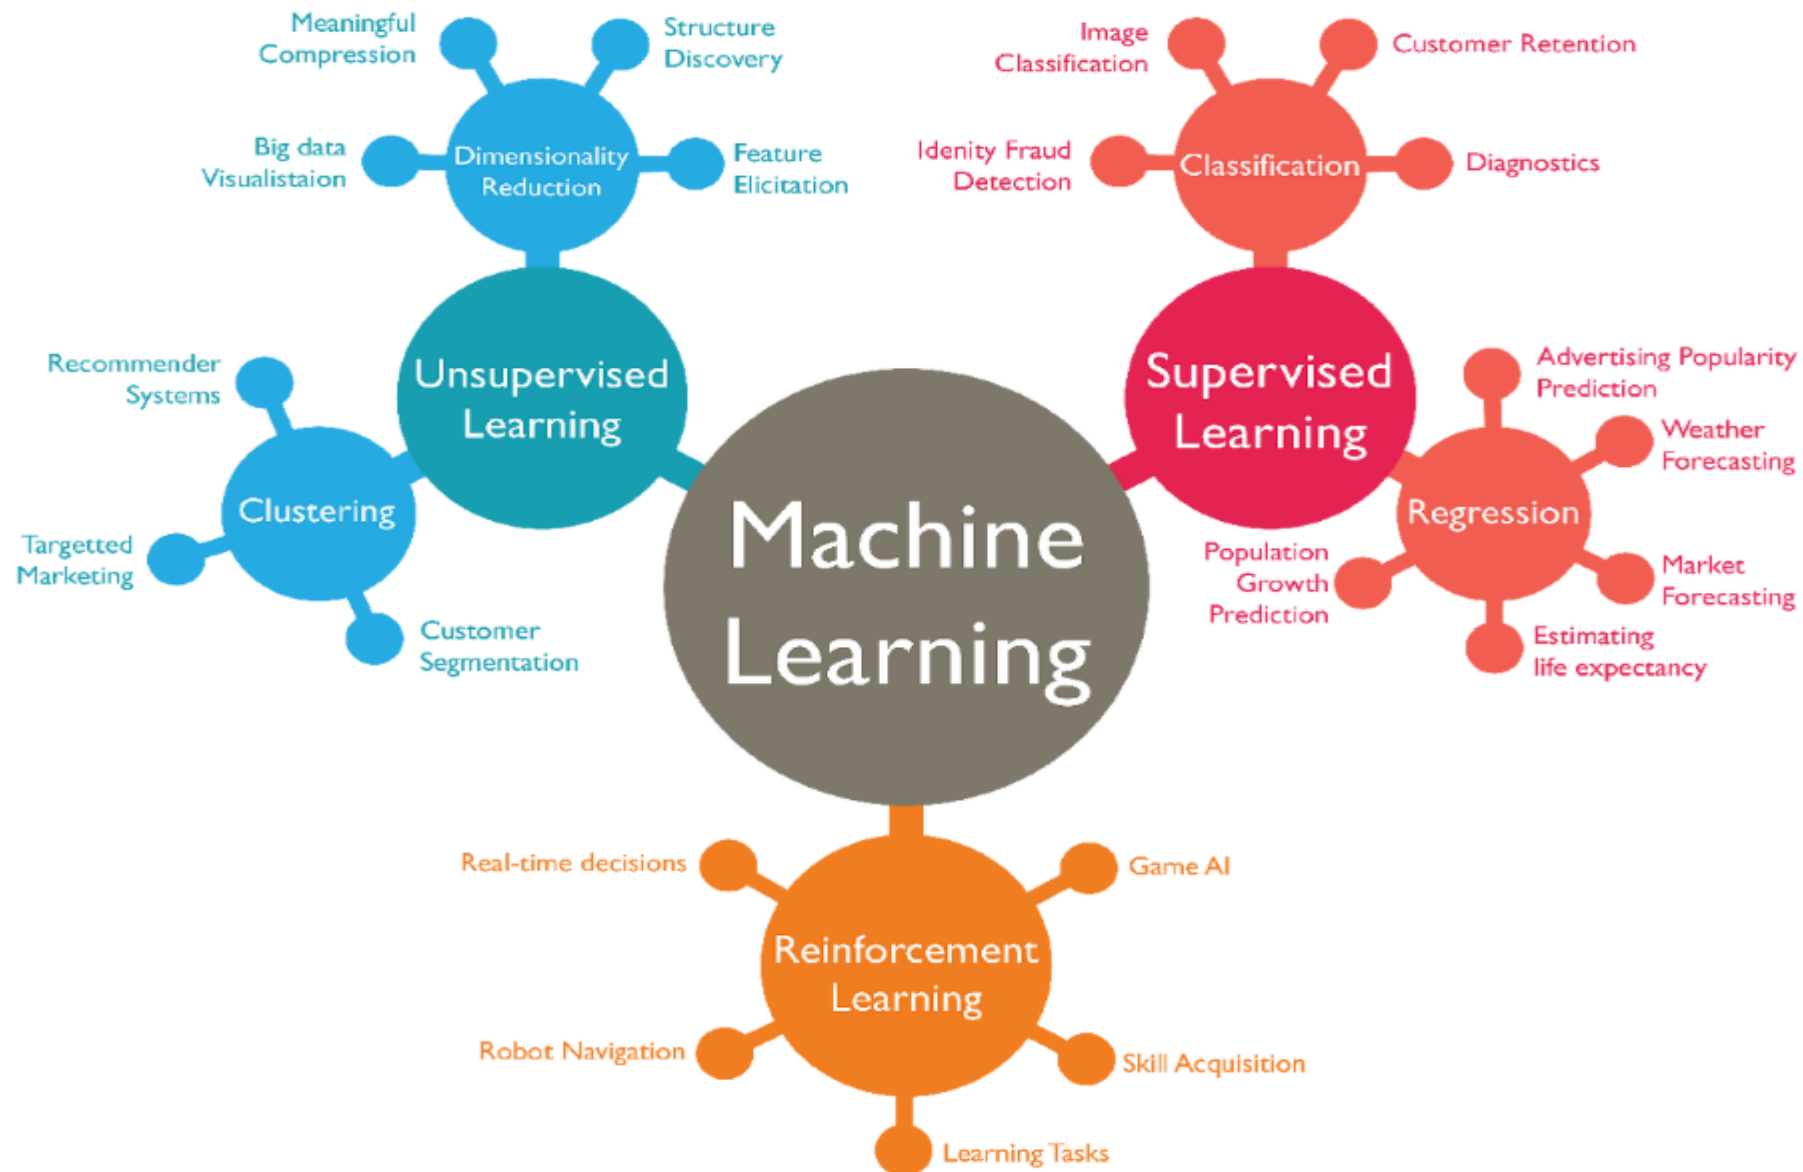 Meaningful
Compression
Structure
Discovery
Big data
Visualistaion
Dimensionality
Reduction
Feature
Elicitation
Image
Classification
Customer Retention
Idenity Fraud
Detection
Classification
Diagnostics
Recommender
Systems
Unsupervised
Learning
Clustering
Targetted
Marketing
Customer
Segmentation
Machine
Learning
Supervised
Learning
Advertising Popularity
Prediction
Weather
Forecasting
Regression
Population
Growth
Prediction
Market
Forecasting
Estimating
life expectancy
Real-time decisions
Game AI
Reinforcement
Learning
Robot Navigation
Skill Acquisition
Learning Tasks